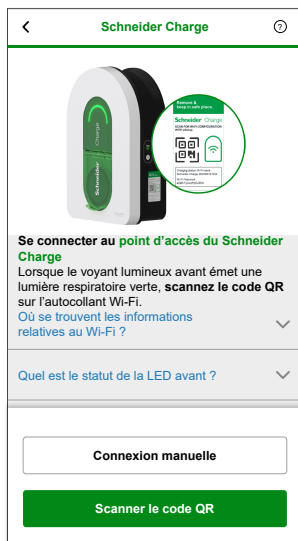 Schneider Charge
?
Remove &
keep in safe place.
Schneider Charge
SCAN FOR WI-FI CONFIGURATION
Schneider
Se connecter au point d'accès du Schneider
Charge
Lorsque le voyant lumineux avant émet une
lumière respiratoire verte, scannez le code QR
sur l'autocollant Wi-Fi.
Où se trouvent les informations
relatives au Wi-Fi ?
Quel est le statut de la LED avant ?
Connexion manuelle
Scanner le code QR